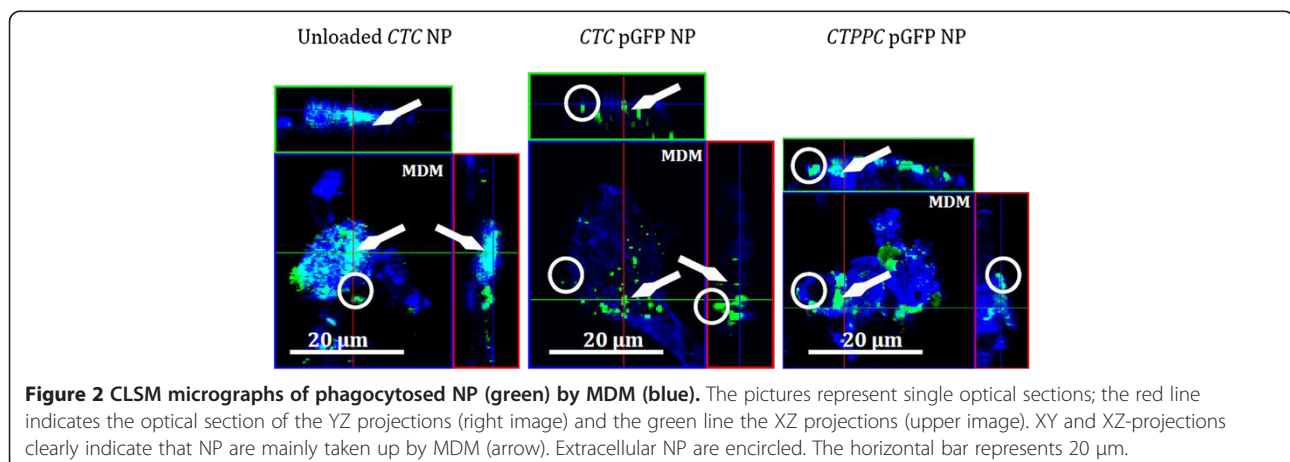 Unloaded CTC NP
CTC pGFP NP
CTPPC pGFP NP
MDM
MDM
MDM
20 µm
20 µm
20 µm
Figure 2 CLSM micrographs of phagocytosed NP (green) by MDM (blue). The pictures represent single optical sections; the red line
indicates the optical section of the YZ projections (right image) and the green line the XZ projections (upper image). XY and XZ-projections
clearly indicate that NP are mainly taken up by MDM (arrow). Extracellular NP are encircled. The horizontal bar represents 20 µm.